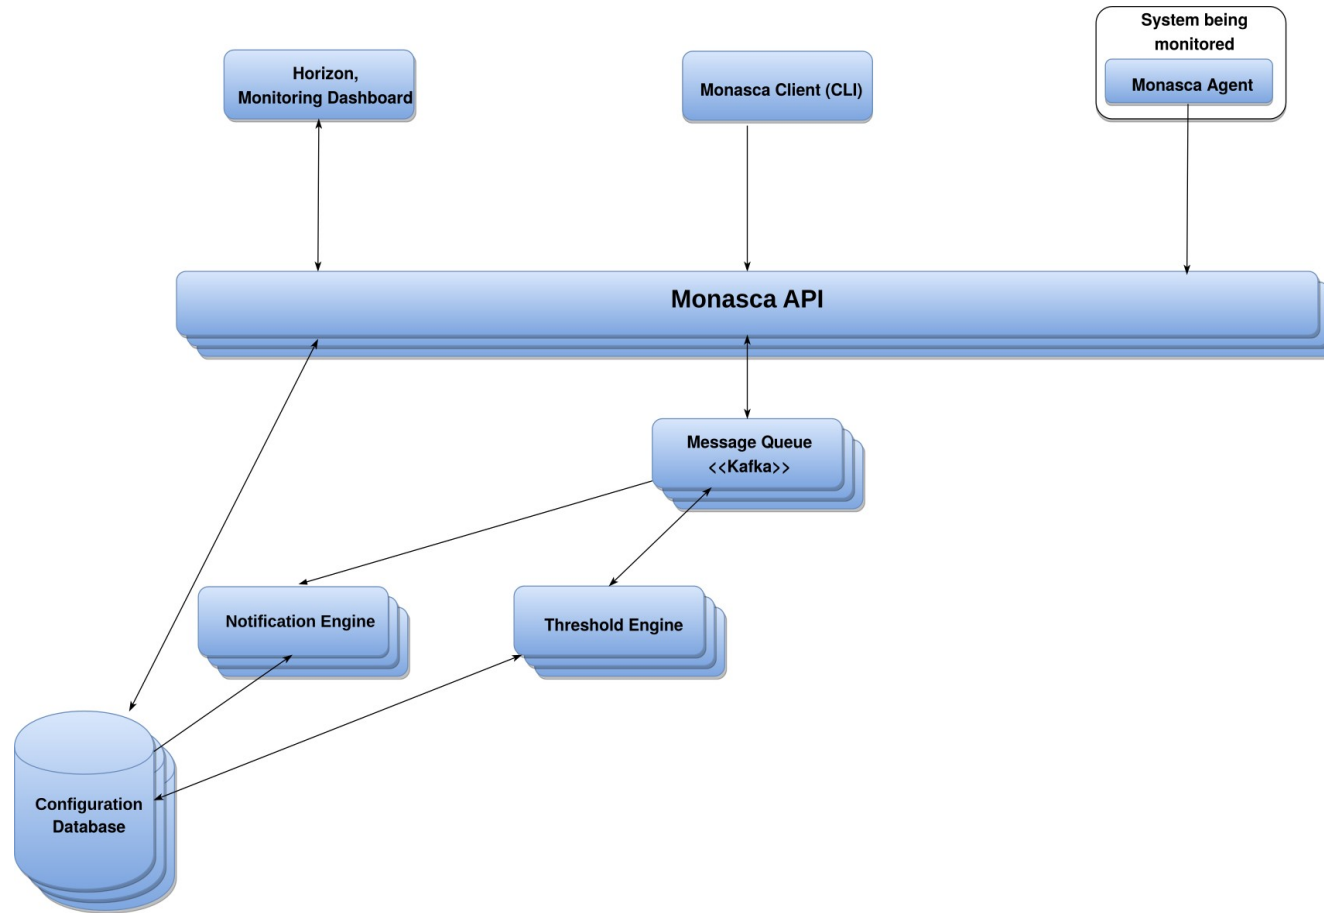 System being
monitored
Horizon,
Monitoring Dashboard
Monasca Client (CLI)
Monasca Agent
Monasca API
Message Queue
<<Kafka>>
Notification Engine
Threshold Engine
Configuration
Database